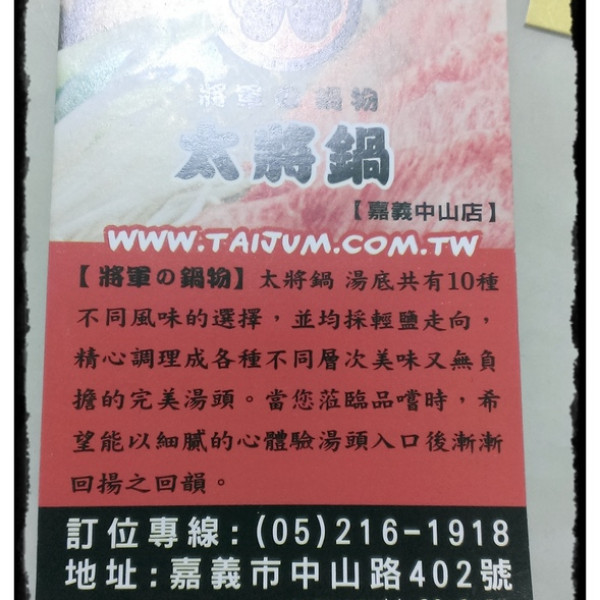 將軍の鍋物
太將鍋
【嘉義中山店】
WWW.TAIJUM.COM.TW
【將軍の鍋物】太將鍋 湯底共有10種
不同風味的選擇，並均採輕鹽走向，
精心調理成各種不同層次美味又無負
擔的完美湯頭。當您蒞臨品嚐時，希
望能以細膩的心體驗湯頭入口後漸漸
回揚之回韻。
訂位專線:(05)216-1918
地址:嘉義市中山路402號